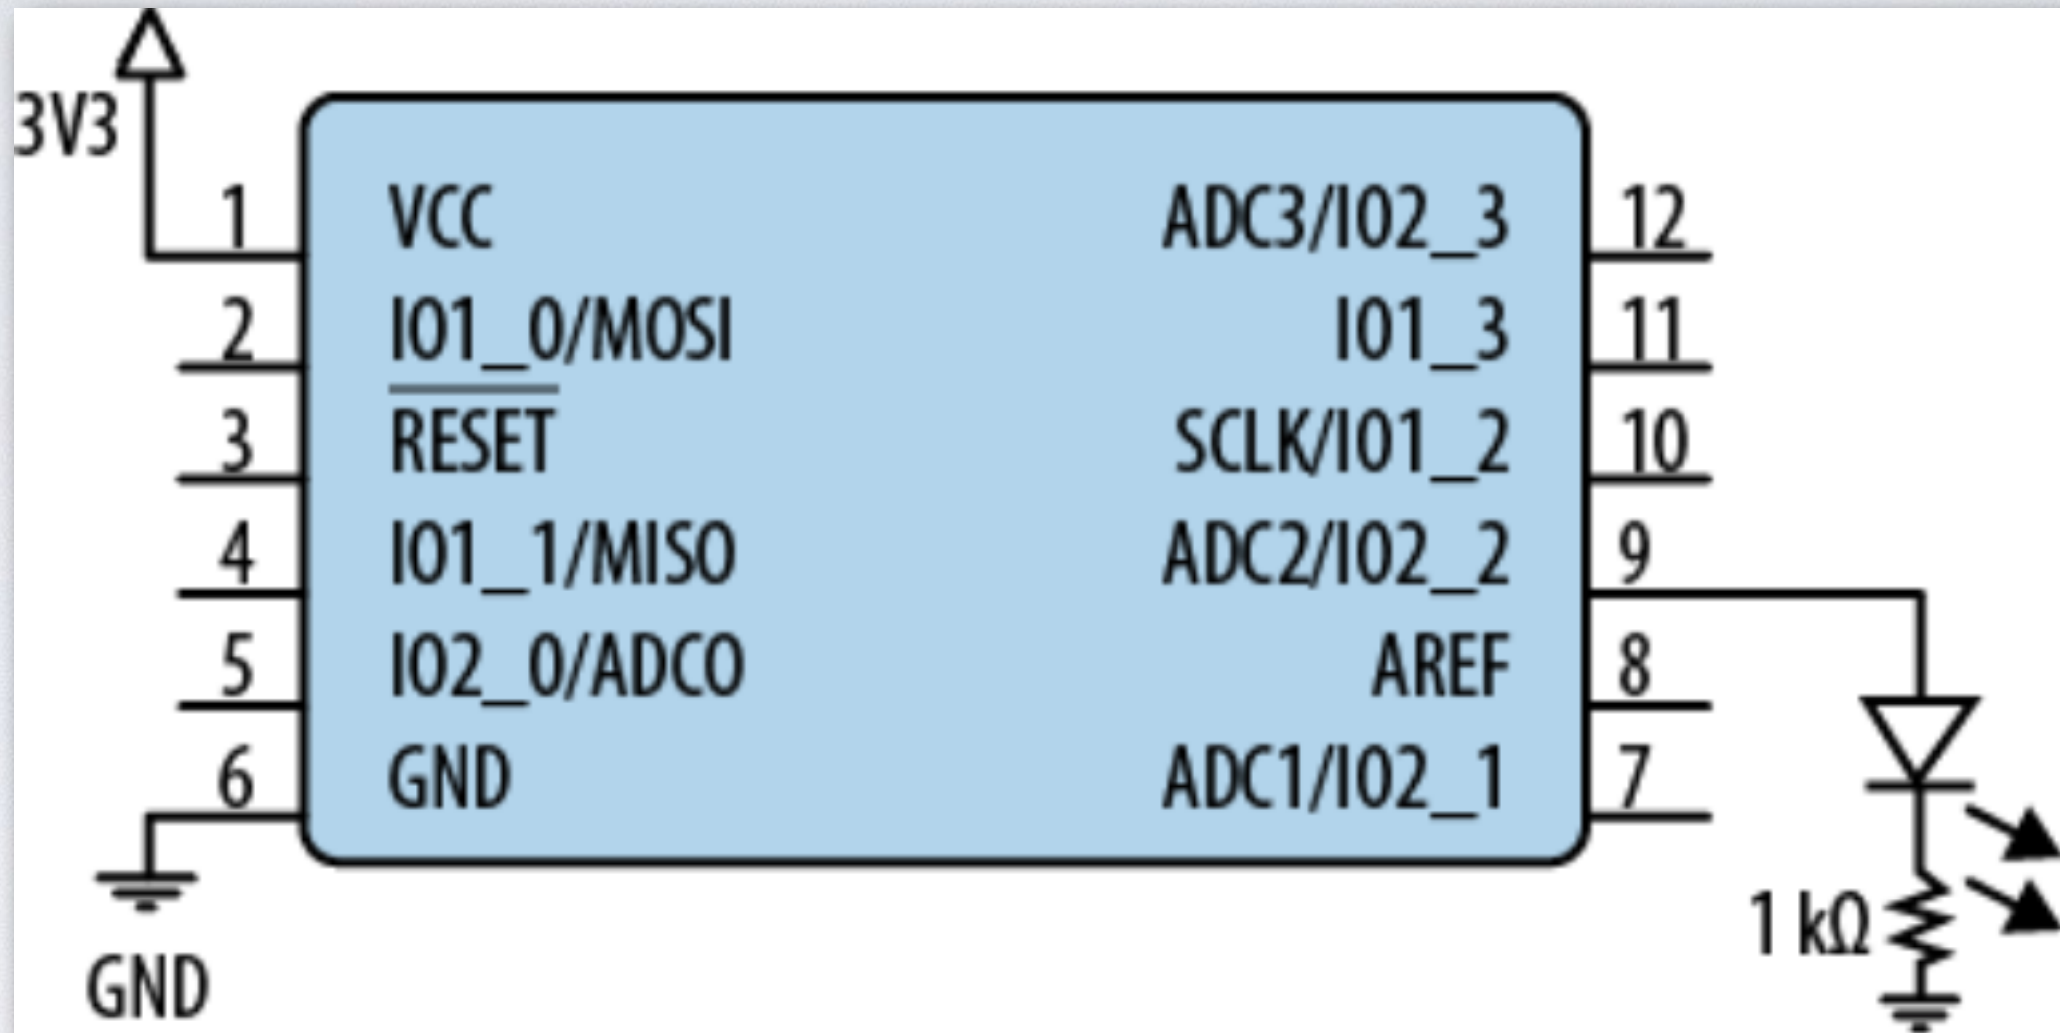 3V3
1 VCC ADC3/IO2_3 12
2 IO1_0/MOSI IO1_3 11
3 RESET SCLK/IO1_2 10
4 IO1_1/MISO ADC2/IO2_2 9
5 IO2_0/ADCO AREF 8
6 GND ADC1/IO2_1 7
1 kΩ
GND